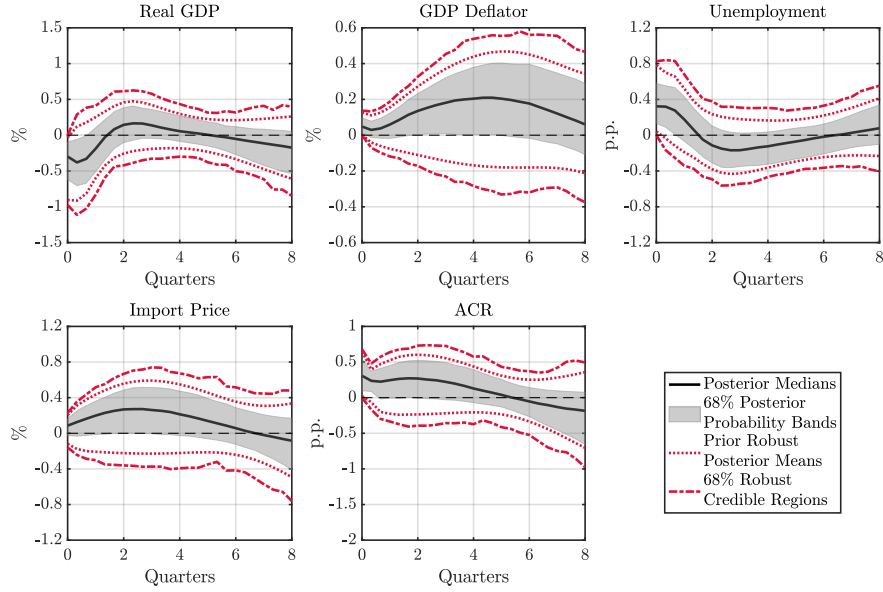 Real GDP
1.5
1
0.5
0
-0.5
-1
-1.5
%
0 2 4 6 8
Quarters
GDP Deflator
0.6
0.4
0.2
0
0.2
0.4
0.6
%
0 2 4 6 8
Quarters
Unemployment
1.2
0.8
0.4
0
-0.4
-0.8
-1.2
p.p.
0 2 4 6 8
Quarters
Import Price
1.2
0.8
0.4
0
-0.4
-0.8
-1.2
%
0 2 4 6 8
Quarters
ACR
1
0.5
0
-0.5
-1
-1.5
-2
p.p.
0 2 4 6 8
Quarters
Posterior Medians
68% Posterior
Probability Bands
Prior Robust
Posterior Means
68% Robust
Credible Regions